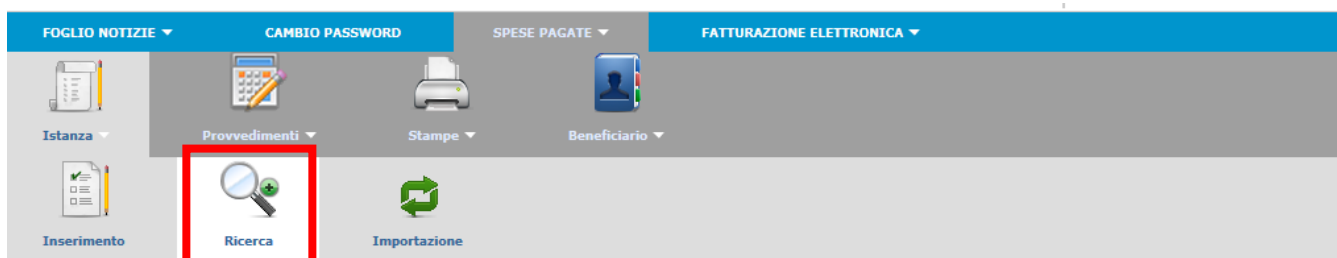 FOGLIO NOTIZIE CAMBIO PASSWORD SPESE PAGATE FATTURAZIONE ELETTRONICA
Istanza Provvedimenti Stampe Beneficiario
Inserimento Ricerca Importazione